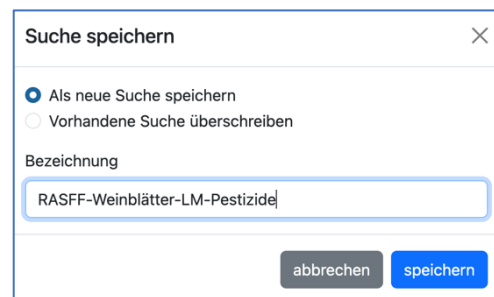 Suche speichern
Als neue Suche speichern
Vorhandene Suche überschreiben
Bezeichnung
RASFF-Weinblätter-LM-Pestizide
abbrechen speichern